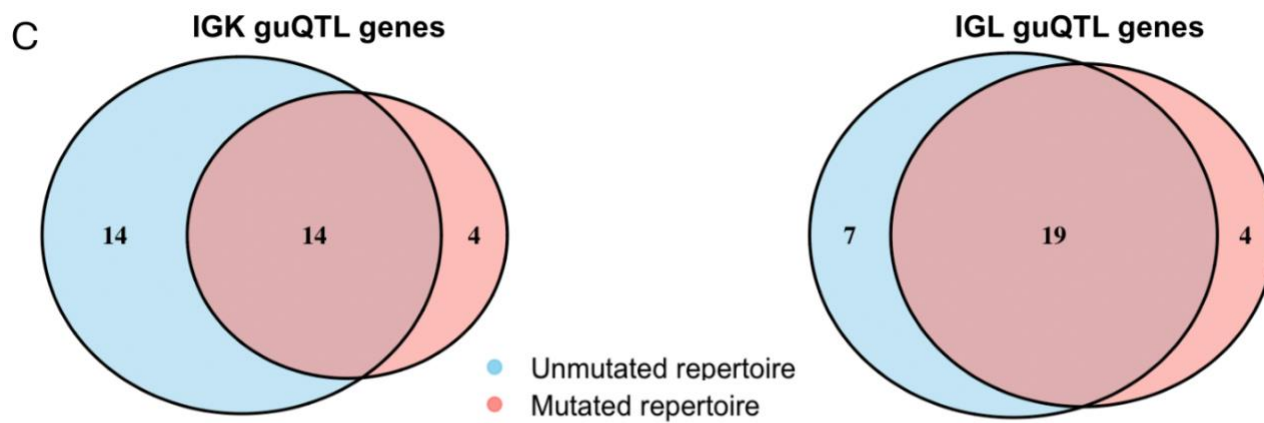 C
IGK guQTL genes
IGL guQTL genes
14
14
4
7
19
4
Unmutated repertoire
Mutated repertoire